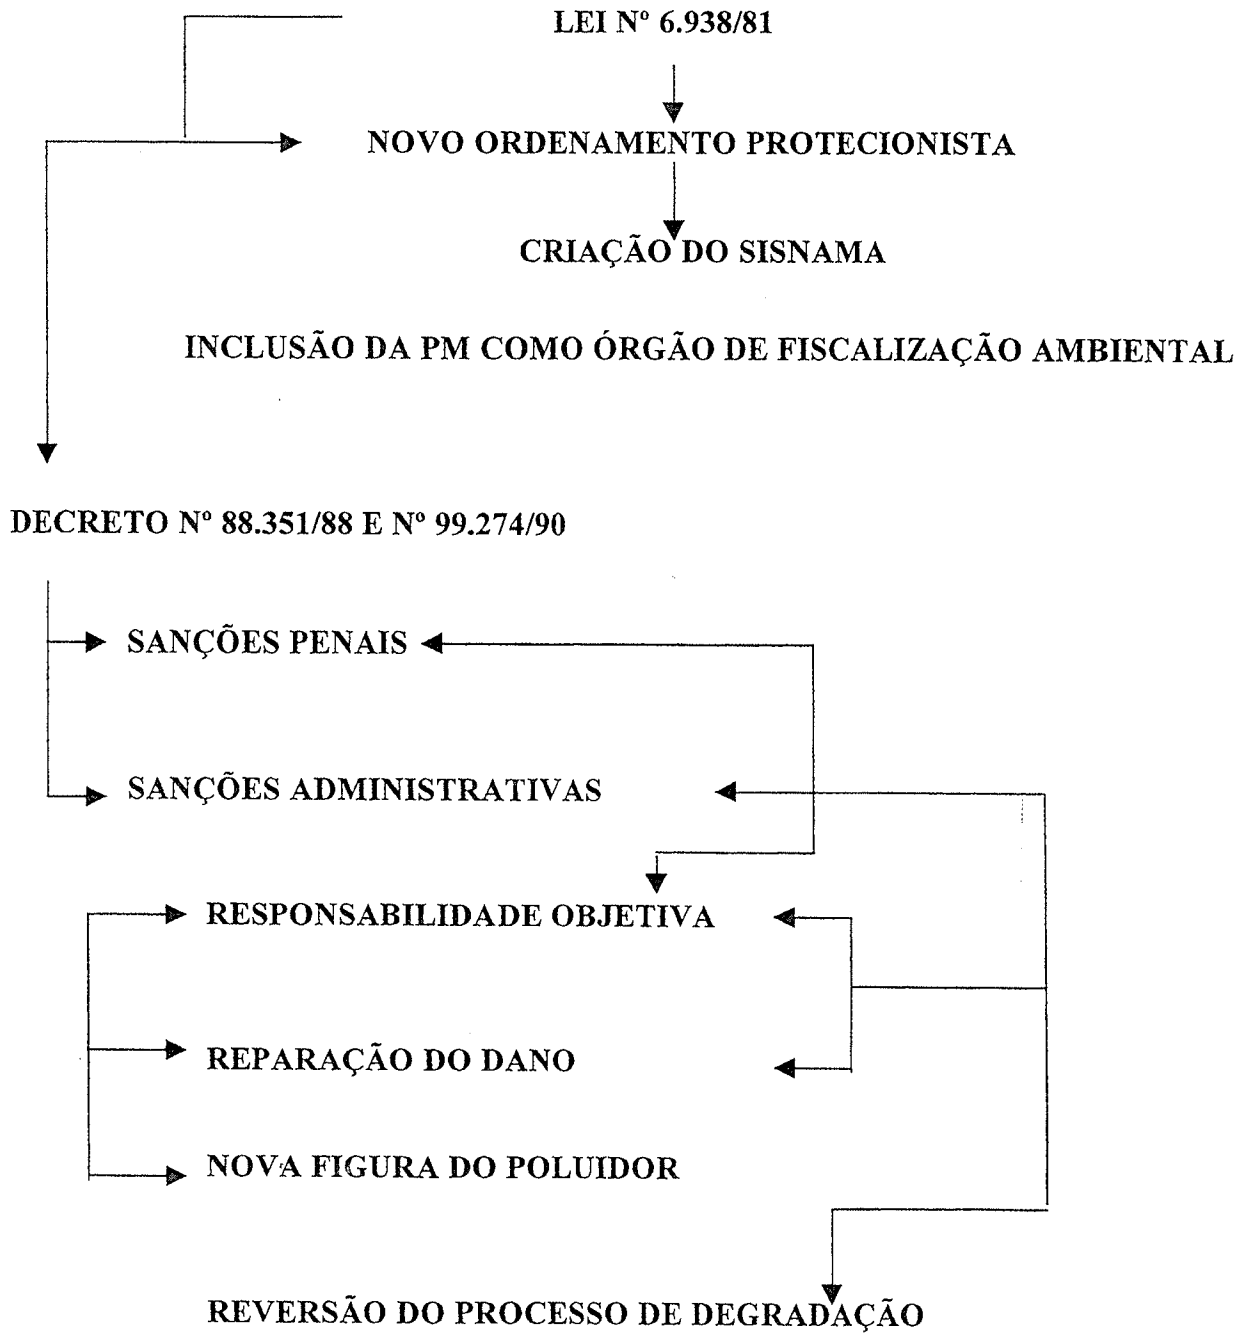 LEI Nº 6.938/81
NOVO ORDENAMENTO PROTECIONISTA
CRIAÇÃO DO SISNAMA
INCLUSÃO DA PM COMO ÓRGÃO DE FISCALIZAÇÃO AMBIENTAL
DECRETO Nº 88.351/88 E Nº 99.274/90
SANÇÕES PENAIS
SANÇÕES ADMINISTRATIVAS
RESPONSABILIDADE OBJETIVA
REPARAÇÃO DO DANO
NOVA FIGURA DO POLUIDOR
REVERSÃO DO PROCESSO DE DEGRADAÇÃO